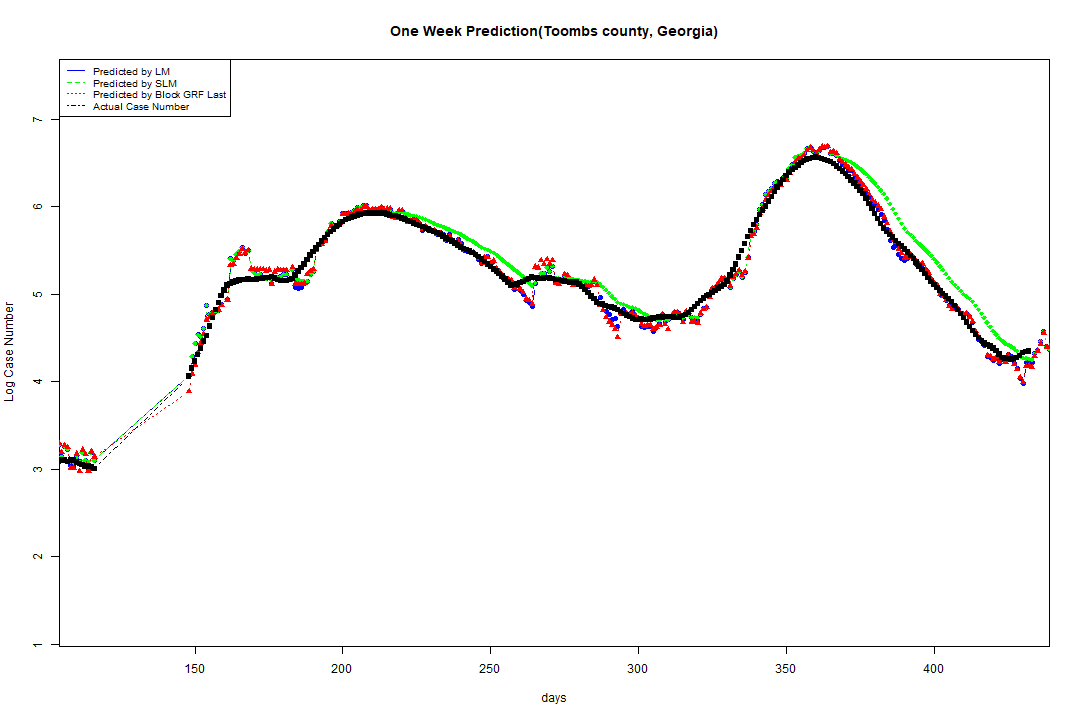 One Week Prediction(Toombs county, Georgia)
Predicted by LM
Predicted by SLM
Predicted by Block GRF Last
Actual Case Number
Log Case Number
7
6
5
4
3
2
1
150
200
250
300
350
400
days